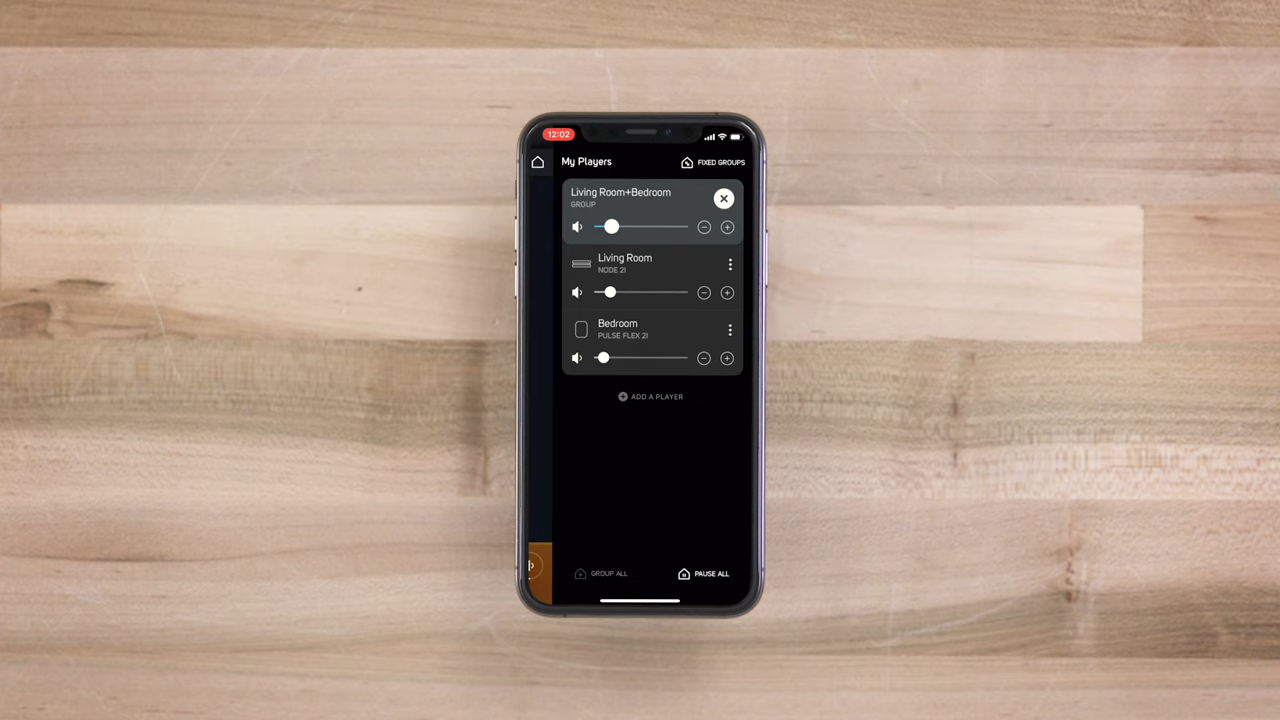 12:02
My Players
FIXED GROUPS
Living Room+Bedroom
GROUP
Living Room
NODE 2i
Bedroom
PULSE FLEX 2i
ADD A PLAYER
GROUP ALL
PAUSE ALL